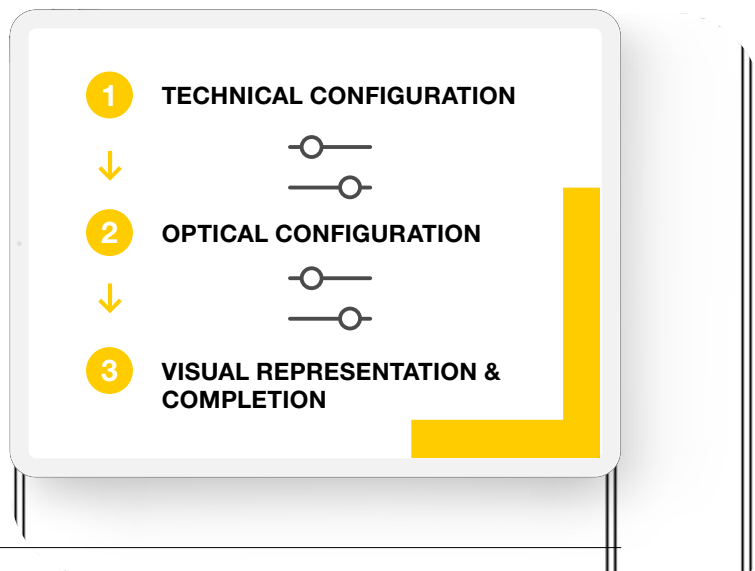 1 TECHNICAL CONFIGURATION
2 OPTICAL CONFIGURATION
3 VISUAL REPRESENTATION &
COMPLETION